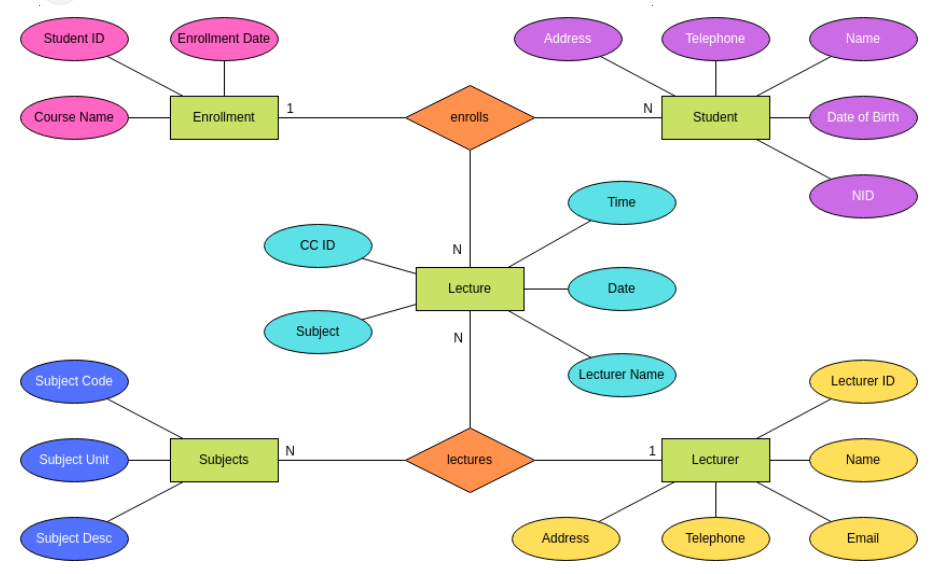 Student ID
Enrollment Date
Address
Telephone
Name
Course Name
Enrollment
1
enrolls
N
Student
Date of Birth
NID
Time
CC ID
N
Lecture
Date
Subject
N
Lecturer Name
Subject Code
Lecturer ID
Subject Unit
Subjects
N
lectures
1
Lecturer
Name
Subject Desc
Address
Telephone
Email